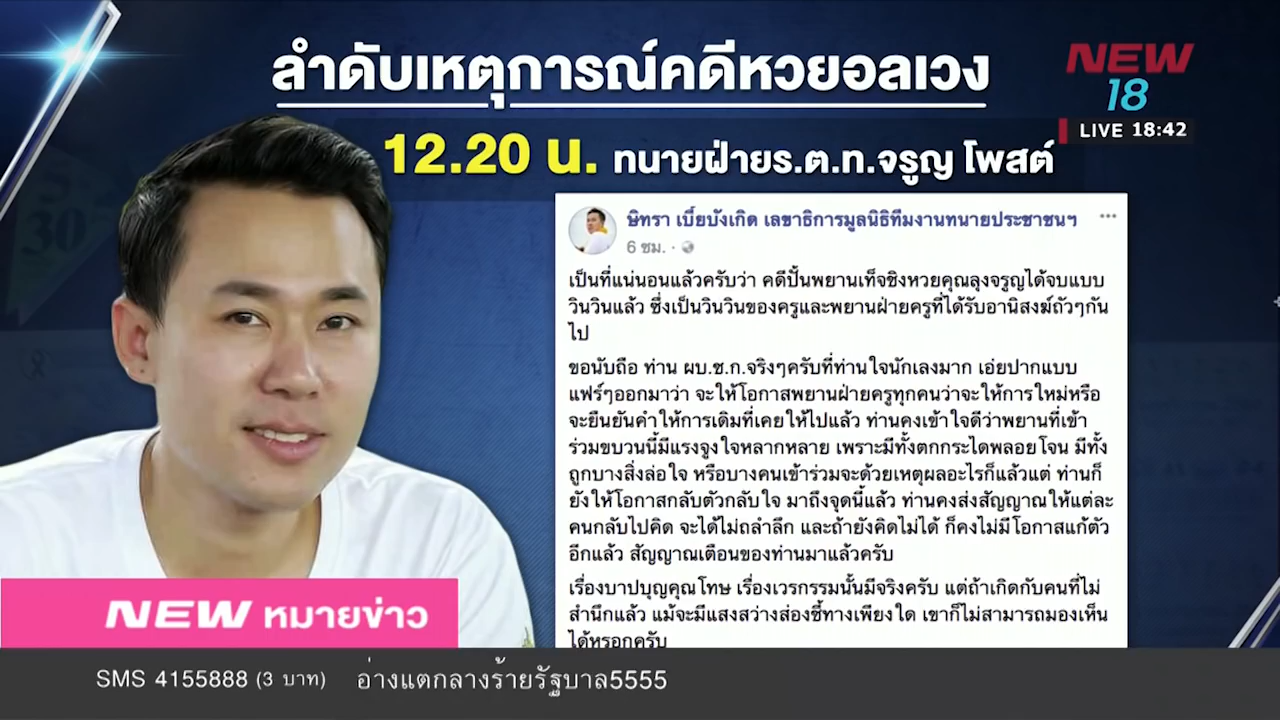 ลำดับเหตุการณ์คดีหวยอลเวง
NEW
18
LIVE 18:42
12.20 น. ทนายฝ่ายร.ต.ท.จรูญ โพสต์
ษิทรา เบี้ยบังเกิด เลขาธิการมูลนิธิทีมงานทนายประชาชนฯ
6 ชม. ·
เป็นที่แน่นอนแล้วครับว่า คดีปั้นพยานเท็จชิงหวยคุณลุงจรูญได้จบแบบ
วินวินแล้ว ซึ่งเป็นวินวินของครูและพยานฝ่ายครูที่ได้รับอานิสงฆ์ถัวๆกัน
ไป
ขอนับถือ ท่าน ผบ.ช.ก.จริงๆครับที่ท่านใจนักเลงมาก เอ่ยปากแบบ
แฟร์ๆออกมาว่า จะให้โอกาสพยานฝ่ายครูทุกคนว่าจะให้การใหม่หรือ
จะยืนยันคำให้การเดิมที่เคยให้ไปแล้ว ท่านคงเข้าใจดีว่าพยานที่เข้า
ร่วมขบวนนี้มีแรงจูงใจหลากหลาย เพราะมีทั้งตกกระไดพลอยโจน มีทั้ง
ถูกบางสิ่งล่อใจ หรือบางคนเข้าร่วมจะด้วยเหตุผลอะไรก็แล้วแต่ ท่านก็
ยังให้โอกาสกลับตัวกลับใจ มาถึงจุดนี้แล้ว ท่านคงส่งสัญญาณให้แต่ละ
คนกลับไปคิด จะได้ไม่ถลำลึก และถ้ายังคิดไม่ได้ ก็คงไม่มีโอกาสแก้ตัว
อีกแล้ว สัญญาณเตือนของท่านมาแล้วครับ
เรื่องบาปบุญคุณโทษ เรื่องเวรกรรมนั้นมีจริงครับ แต่ถ้าเกิดกับคนที่ไม่
สำนึกแล้ว แม้จะมีแสงสว่างส่องชี้ทางเพียงใด เขาก็ไม่สามารถมองเห็น
ได้หรอกครับ
30
NEW หมายข่าว
SMS 4155888 (3 บาท) อ่างแตกลางร้ายรัฐบาล5555